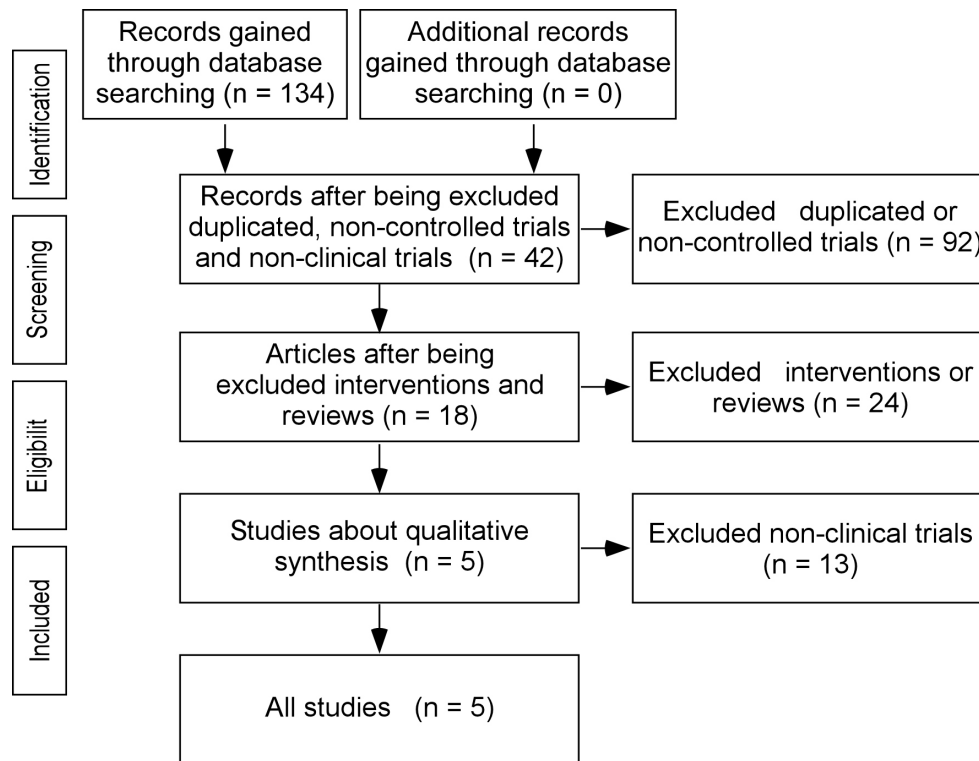 Identification
Screening
Eligibilit
Included
Records gained
through database
searching (n = 134)
Additional records
gained through database
searching (n = 0)
Records after being excluded
duplicated, non-controlled trials
and non-clinical trials (n = 42)
Excluded duplicated or
non-controlled trials (n = 92)
Articles after being
excluded interventions and
reviews (n = 18)
Excluded interventions or
reviews (n = 24)
Studies about qualitative
synthesis (n = 5)
Excluded non-clinical trials
(n = 13)
All studies (n = 5)